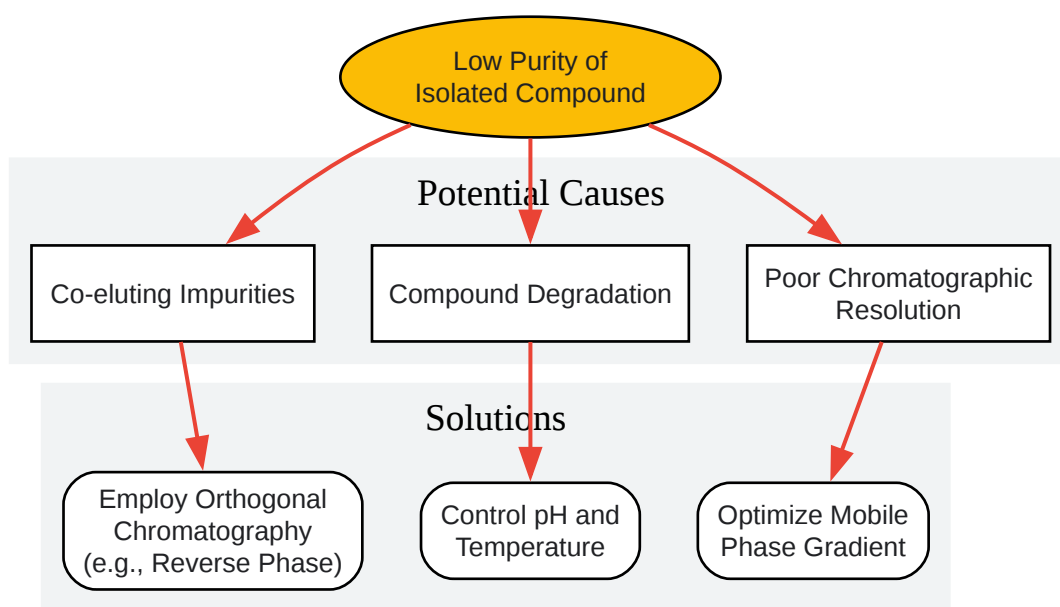 Low Purity of
Isolated Compound
Potential Causes
Co-eluting Impurities
Compound Degradation
Poor Chromatographic
Resolution
Solutions
Employ Orthogonal
Chromatography
(e.g., Reverse Phase)
Control pH and
Temperature
Optimize Mobile
Phase Gradient